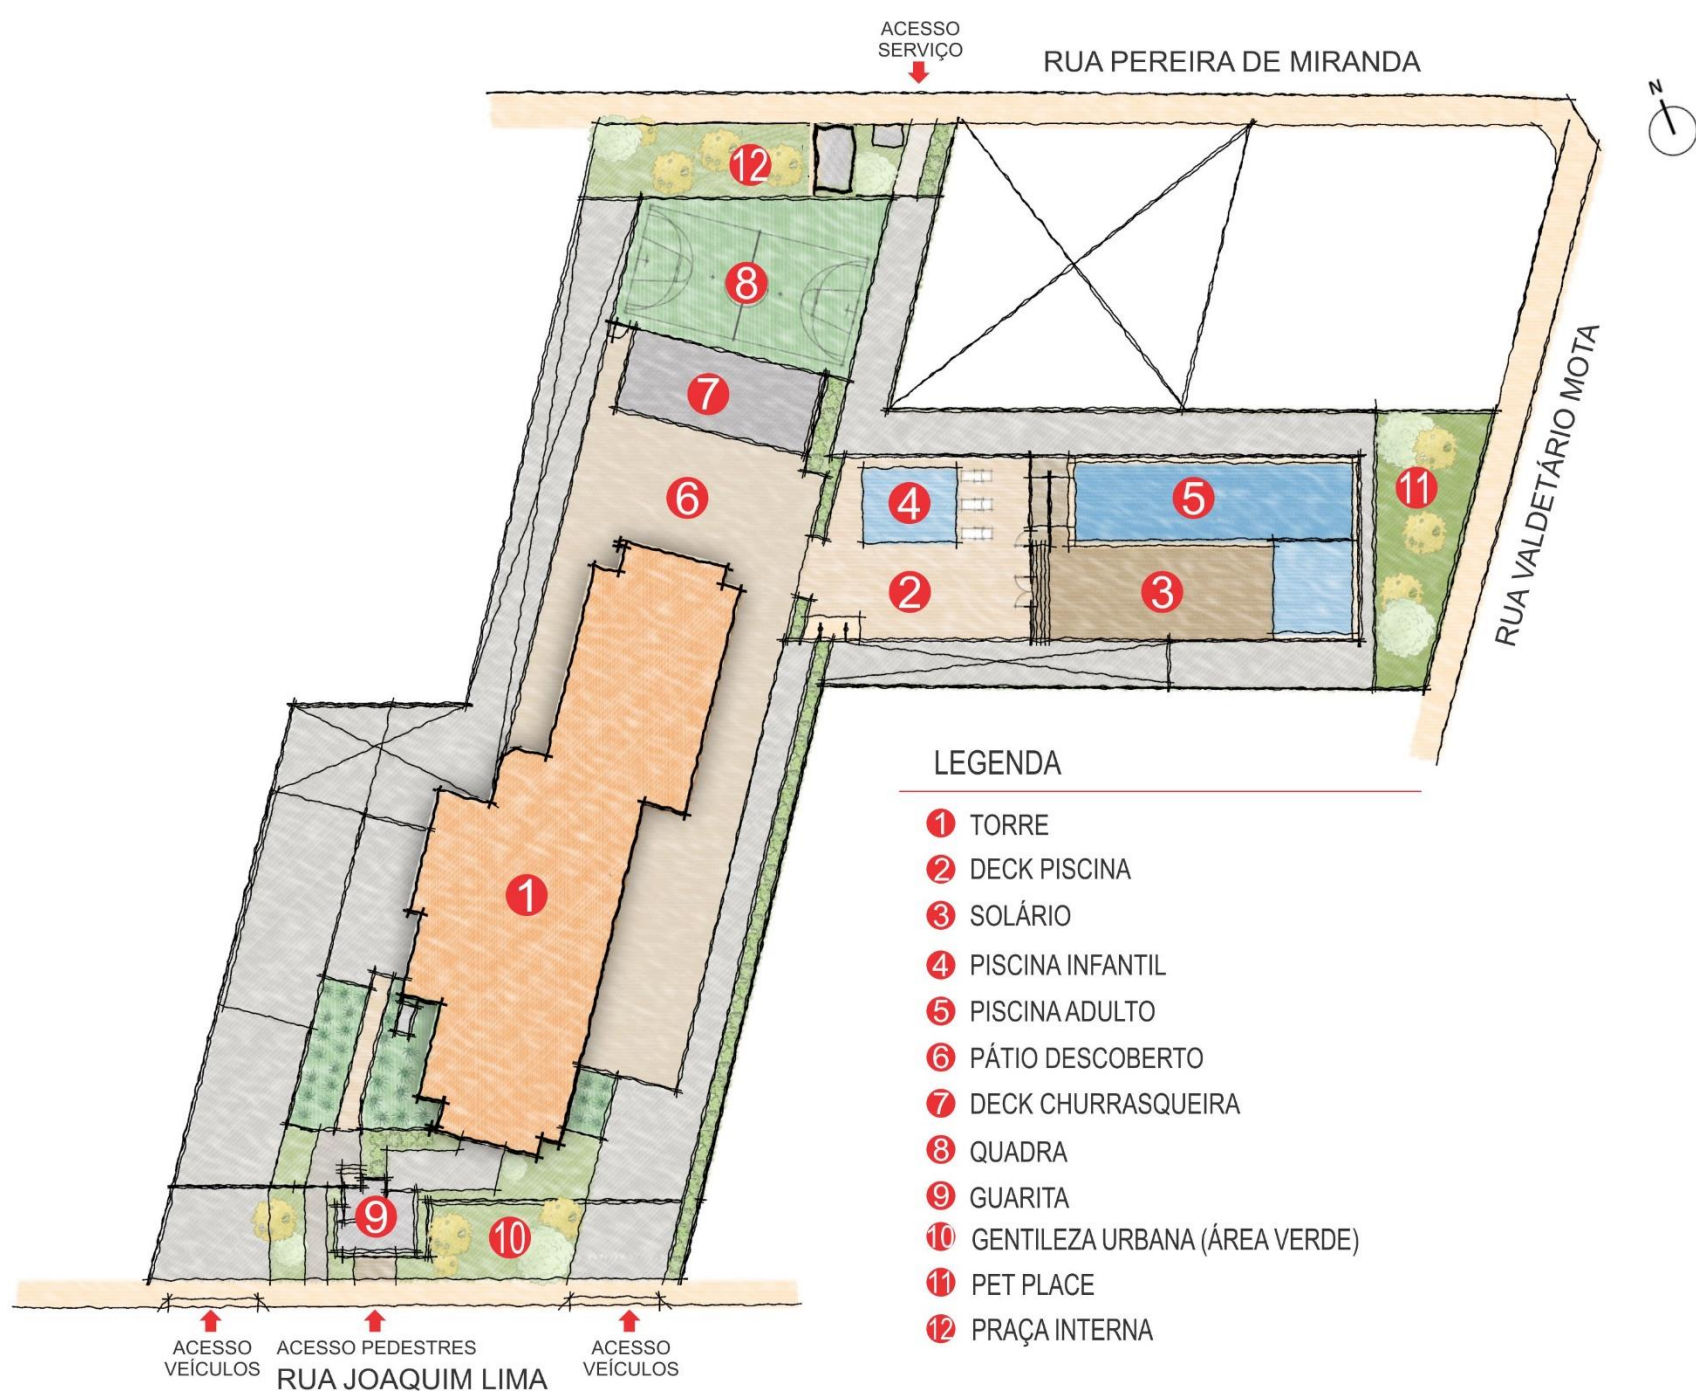 ACESSO
SERVIÇO
RUA PEREIRA DE MIRANDA
N
12
8
7
6
4
5
11
2
3
RUA VALDETÁRIO MOTA
1
9
10
LEGENDA
1 TORRE
2 DECK PISCINA
3 SOLÁRIO
4 PISCINA INFANTIL
5 PISCINA ADULTO
6 PÁTIO DESCOBERTO
7 DECK CHURRASQUEIRA
8 QUADRA
9 GUARITA
10 GENTILEZA URBANA (ÁREA VERDE)
11 PET PLACE
12 PRAÇA INTERNA
ACESSO
VEÍCULOS
ACESSO PEDESTRES
ACESSO
VEÍCULOS
RUA JOAQUIM LIMA